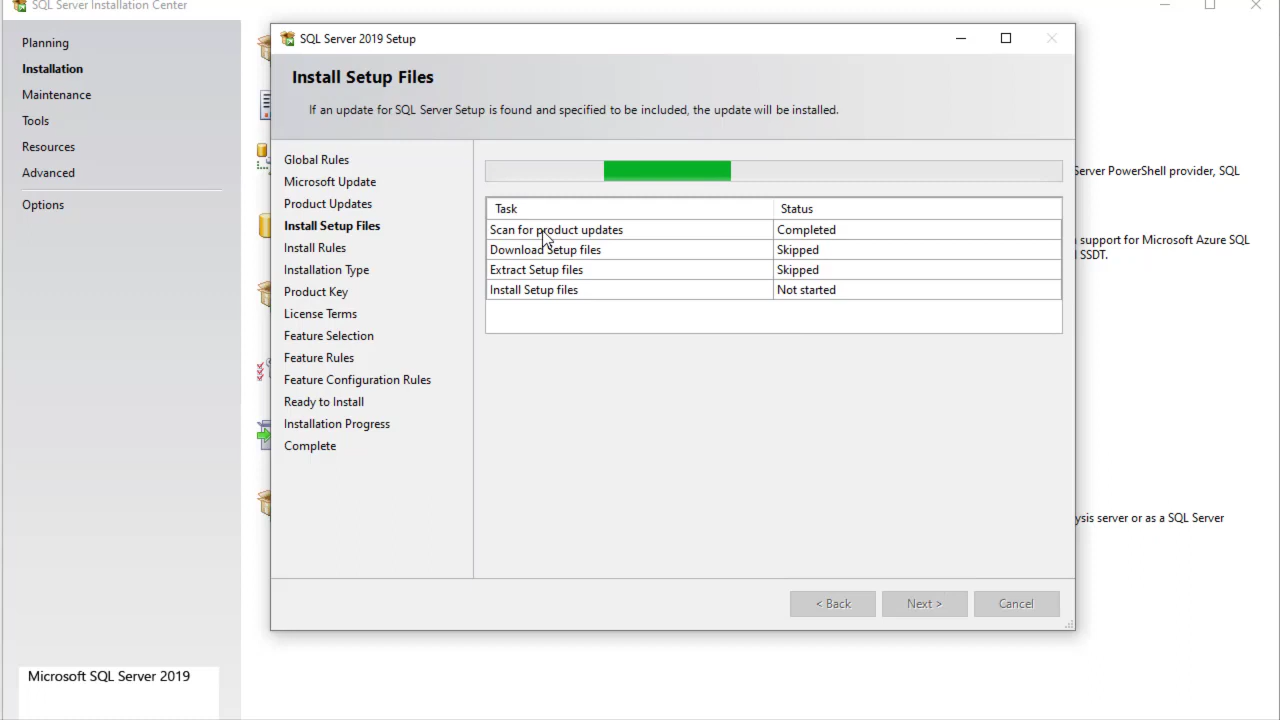 SQL Server Installation Center
Planning
Installation
Maintenance
Tools
Resources
Advanced
Options
Microsoft SQL Server 2019
SQL Server 2019 Setup
Install Setup Files
If an update for SQL Server Setup is found and specified to be included, the update will be installed.
Global Rules
Microsoft Update
Product Updates
Install Setup Files
Install Rules
Installation Type
Product Key
License Terms
Feature Selection
Feature Rules
Feature Configuration Rules
Ready to Install
Installation Progress
Complete
Task Status
Scan for product updates Completed
Download Setup files Skipped
Extract Setup files Skipped
Install Setup files Not started
< Back Next > Cancel
Server PowerShell provider, SQL
support for Microsoft Azure SQL
SSDT.
ysis server or as a SQL Server